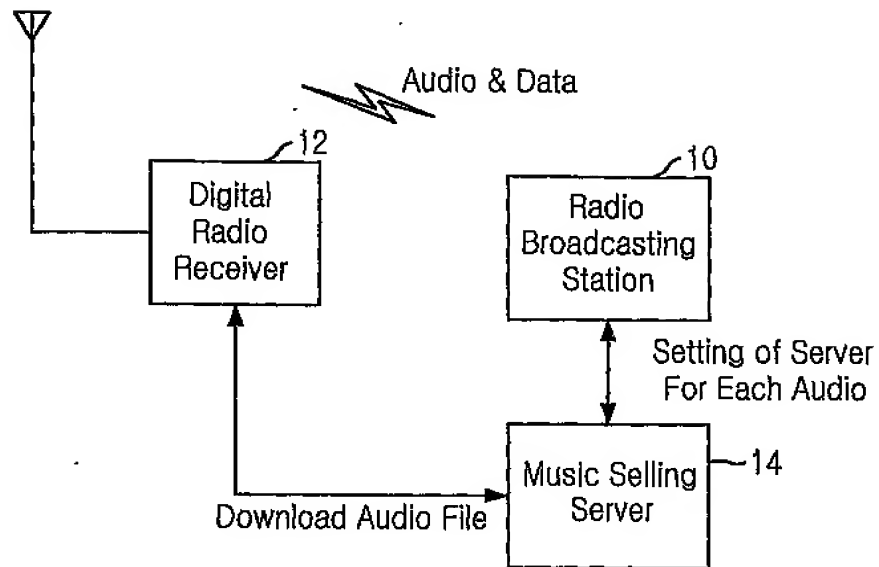 Audio & Data
12
Digital
Radio
Receiver
10
Radio
Broadcasting
Station
Setting of Server
For Each Audio
14
Music Selling
Server
Download Audio File